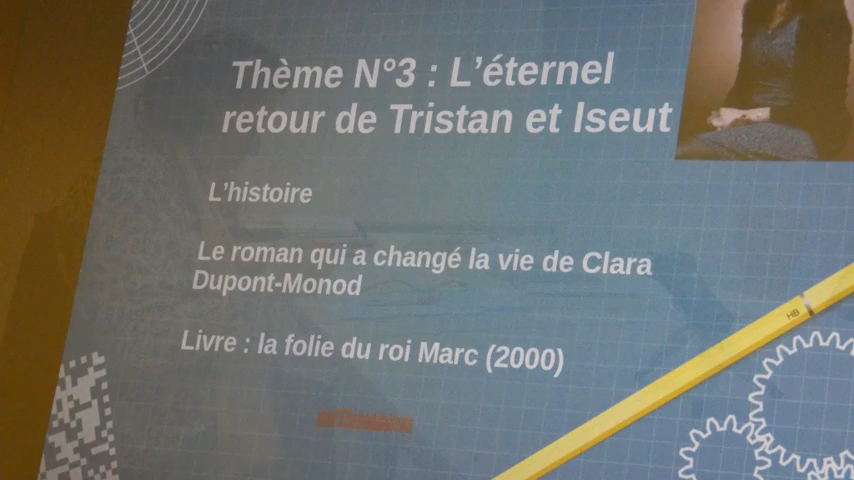 Thème N°3 : L'éternel
retour de Tristan et Iseut
L'histoire
Le roman qui a changé la vie de Clara
Dupont-Monod
Livre : la folie du roi Marc (2000)
HB